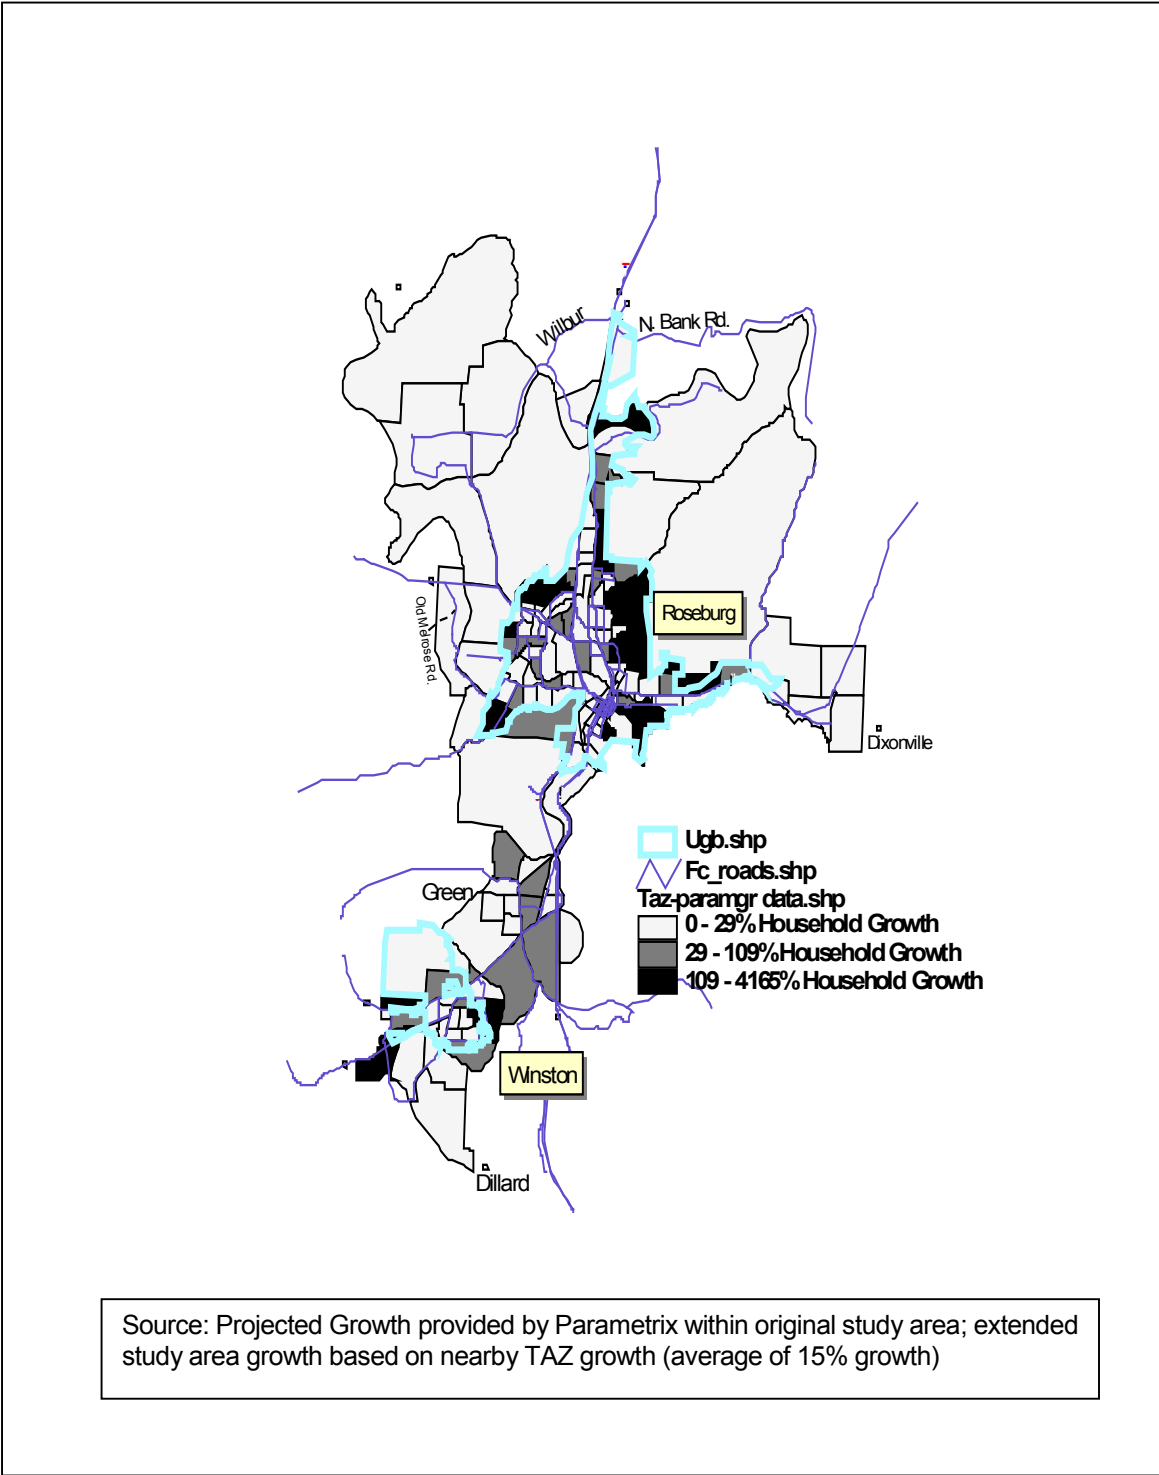 Wilbur
N. Bank Rd.
Roseburg
Old Melrose Rd.
Dixonville
Ugb.shp
Fc_roads.shp
Taz-paramgr data.shp
0 - 29% Household Growth
29 - 109% Household Growth
109 - 4165% Household Growth
Green
Winston
Dillard
Source: Projected Growth provided by Parametrix within original study area; extended
study area growth based on nearby TAZ growth (average of 15% growth)